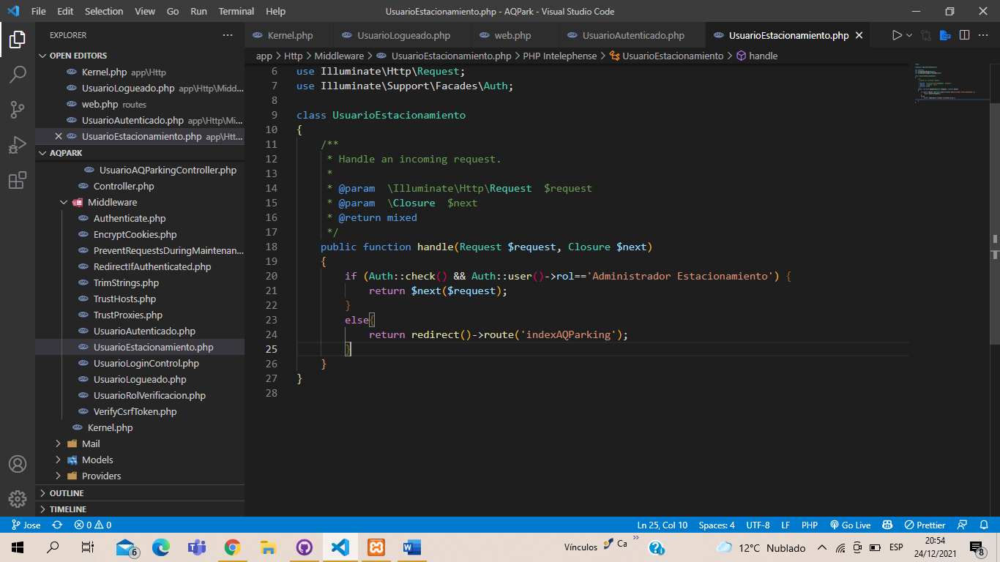 File Edit Selection View Go Run Terminal Help
UsuarioEstacionamiento.php - AQPark - Visual Studio Code
EXPLORER
OPEN EDITORS
Kernel.php app\Http
UsuarioLogueado.php app\Http\Midd...
web.php routes
UsuarioAutenticado.php app\Http\Mi...
UsuarioEstacionamiento.php app\Htt...
AQPARK
UsuarioAQParkingController.php
Controller.php
Middleware
Authenticate.php
EncryptCookies.php
PreventRequestsDuringMaintenan...
RedirectIfAuthenticated.php
TrimStrings.php
TrustHosts.php
TrustProxies.php
UsuarioAutenticado.php
UsuarioEstacionamiento.php
UsuarioLoginControl.php
UsuarioLogueado.php
UsuarioRolVerificacion.php
VerifyCsrfToken.php
Kernel.php
Mail
Models
Providers
OUTLINE
TIMELINE
Kernel.php UsuarioLogueado.php web.php UsuarioAutenticado.php UsuarioEstacionamiento.php
app > Http > Middleware > UsuarioEstacionamiento.php > PHP Intelephense > UsuarioEstacionamiento > handle
6 use Illuminate\Http\Request;
7 use Illuminate\Support\Facades\Auth;
8
9 class UsuarioEstacionamiento
10 {
11 /**
12 * Handle an incoming request.
13 *
14 * @param \Illuminate\Http\Request $request
15 * @param \Closure $next
16 * @return mixed
17 */
18 public function handle(Request $request, Closure $next)
19 {
20 if (Auth::check() && Auth::user()->rol=='Administrador Estacionamiento') {
21 return $next($request);
22 }
23 else{
24 return redirect()->route('indexAQParking');
25 }
26 }
27 }
28
Jose 0 0 Ln 25, Col 10 Spaces: 4 UTF-8 LF PHP Go Live Prettier
6 Vínculos Ca » 12°C Nublado ESP 20:54
24/12/2021 8